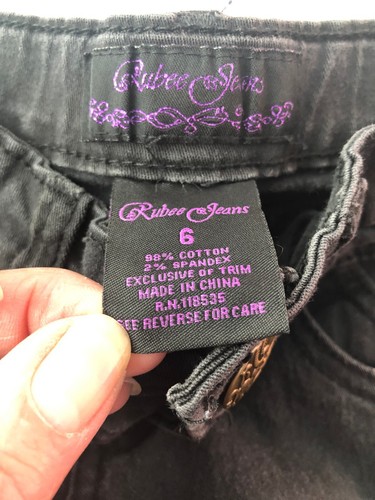 Rubee Jeans
Rubee Jeans
6
98% COTTON
2% SPANDEX
EXCLUSIVE OF TRIM
MADE IN CHINA
R.N.118535
SEE REVERSE FOR CARE